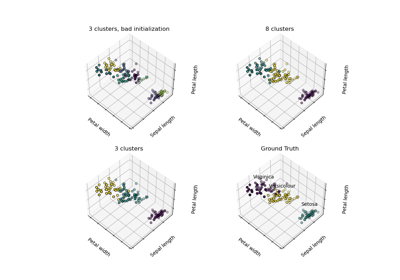 3 clusters, bad initialization
8 clusters
Petal width
Sepal length
Petal length
Petal width
Sepal length
Petal length
3 clusters
Ground Truth
Petal width
Sepal length
Petal length
Virginica
Versicolour
Setosa
Petal width
Sepal length
Petal length